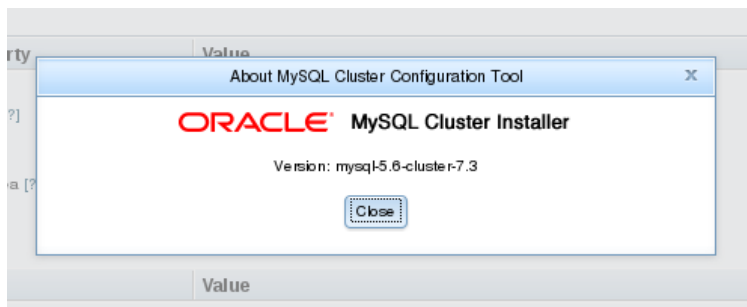 rty Value
About MySQL Cluster Configuration Tool x
?]
ORACLE MySQL Cluster Installer
Version: mysql-5.6-cluster-7.3
ea [?
Close
Value